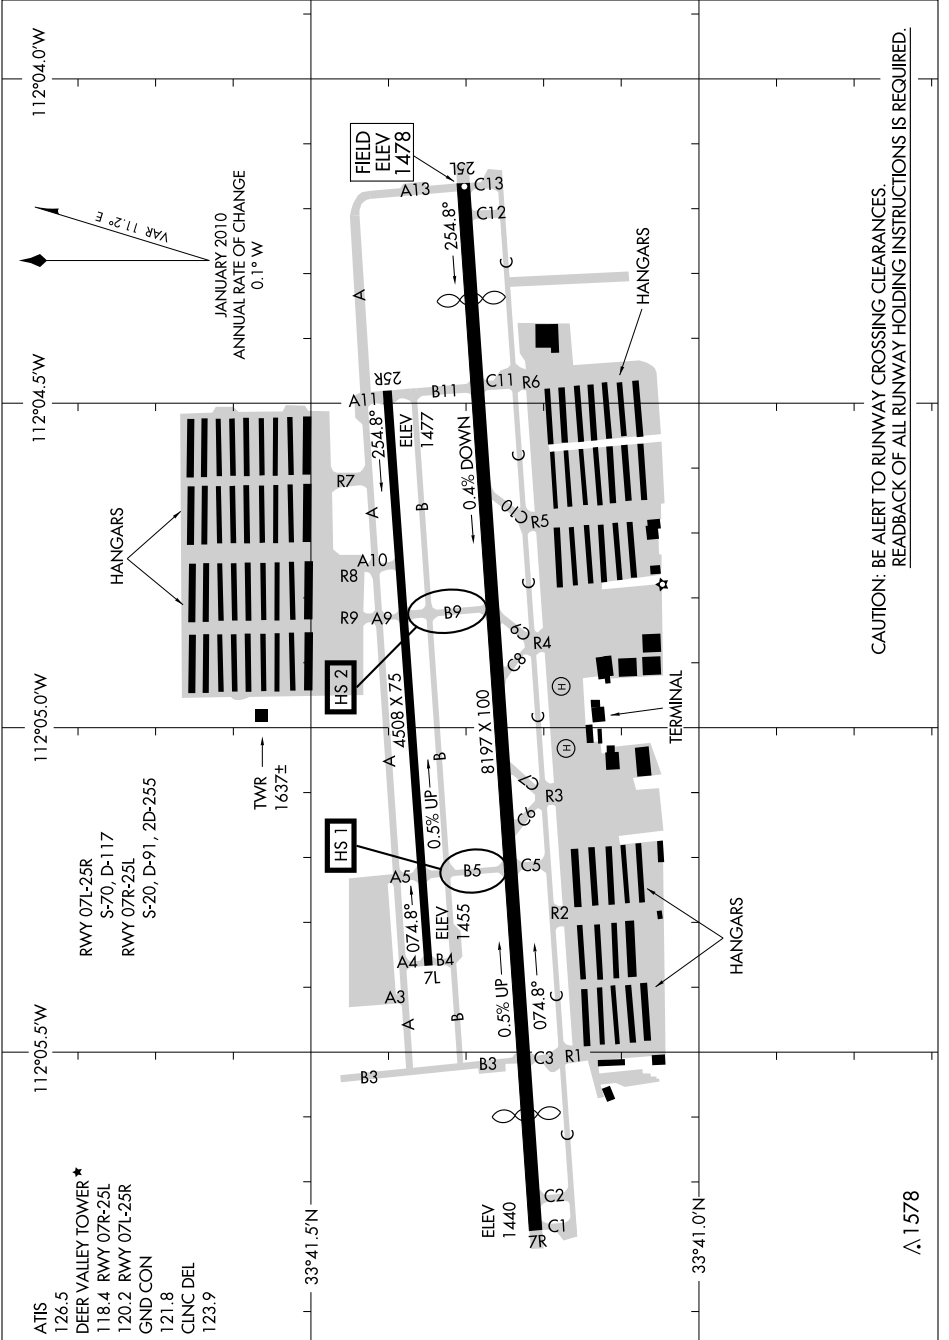 ATIS
126.5
DEER VALLEY TOWER★
118.4 RWY 07R-25L
120.2 RWY 07L-25R
GND CON
121.8
CLNC DEL
123.9
RWY 07L-25R
S-70, D-117
RWY 07R-25L
S-20, D-91, 2D-255
VAR 11.2° E
JANUARY 2010
ANNUAL RATE OF CHANGE
0.1° W
112°05.5'W
112°05.0'W
112°04.5'W
112°04.0'W
33°41.5'N
33°41.0'N
HANGARS
TWR
1637±
FIELD
ELEV
1478
HS 1
HS 2
R9
R8
R7
B3
A3
A4
A5
A9
A10
A11
A13
A
A
A
A
A
074.8°
4508 X 75
254.8°
7L
25R
B4
ELEV
1455
0.5% UP
ELEV
1477
B3
B
B5
B
B9
B
B11
ELEV
1440
7R
0.5% UP
074.8°
8197 X 100
0.4% DOWN
254.8°
25L
C1
C2
C3
C5
C6
C7
C8
C9
C10
C11
C12
C13
C
C
C
C
C
C
R1
R2
R3
R4
R5
R6
H
H
HANGARS
TERMINAL
HANGARS
1578
CAUTION: BE ALERT TO RUNWAY CROSSING CLEARANCES.
READBACK OF ALL RUNWAY HOLDING INSTRUCTIONS IS REQUIRED.